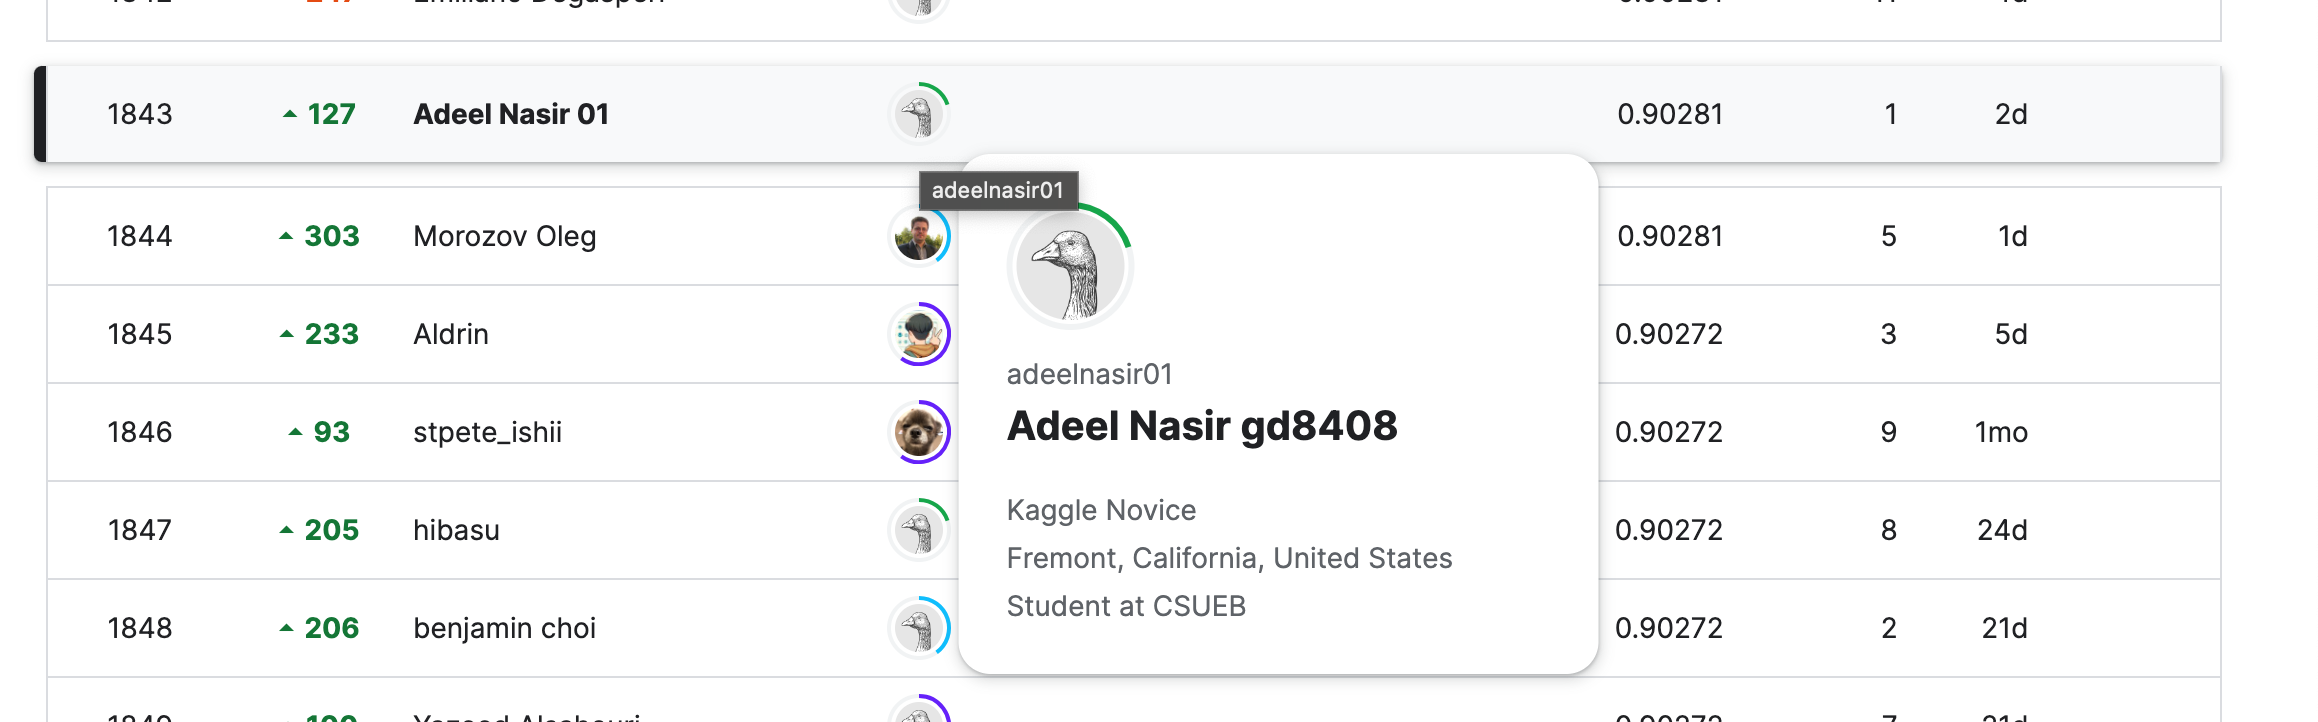 1843 127 Adeel Nasir 01 0.90281 1 2d
adeelnasir01
1844 303 Morozov Oleg 0.90281 5 1d
1845 233 Aldrin 0.90272 3 5d
adeelnasir01
Adeel Nasir gd8408
1846 93 stpete_ishii 0.90272 9 1mo
Kaggle Novice
1847 205 hibasu 0.90272 8 24d
Fremont, California, United States
Student at CSUEB
1848 206 benjamin choi 0.90272 2 21d